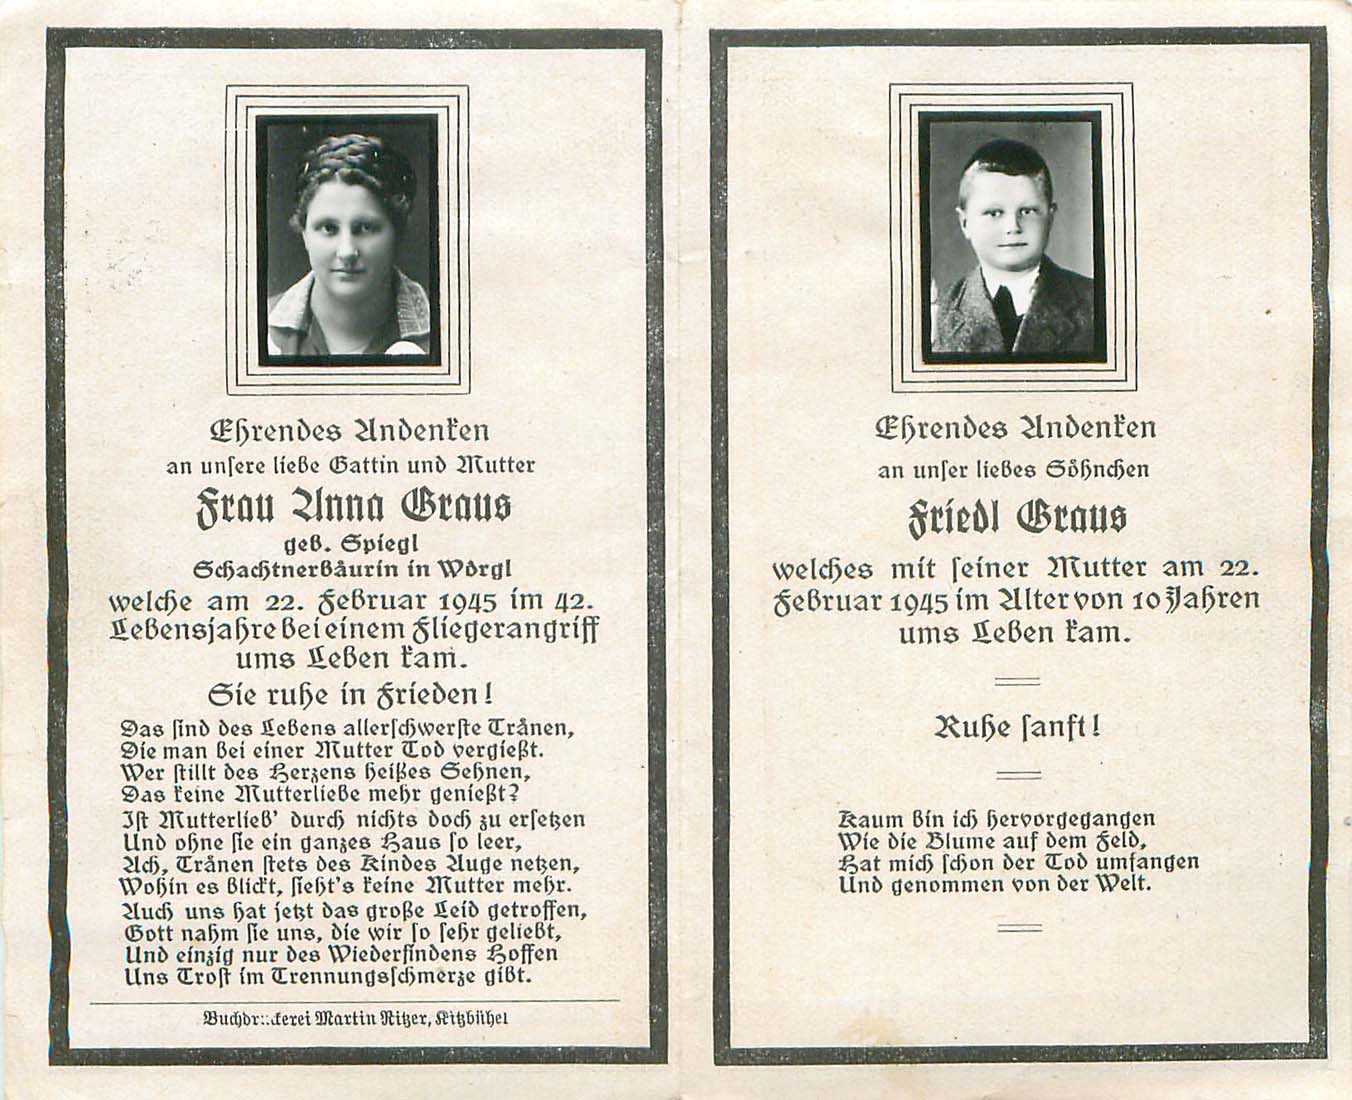 Ehrendes Andenken
an unsere liebe Gattin und Mutter
Frau Anna Graus
geb. Spiegl
Schachtnerbäurin in Wörgl
welche am 22. Februar 1945 im 42.
Lebensjahre bei einem Fliegerangriff
ums Leben kam.
Sie ruhe in Frieden!
Das sind des Lebens allerschwerste Tränen,
Die man bei einer Mutter Tod vergießt.
Wer stillt des Herzens heißes Sehnen,
Das keine Mutterliebe mehr genießt?
Ist Mutterlieb' durch nichts doch zu ersetzen
Und ohne sie ein ganzes Haus so leer,
Ach, Tränen stets des Kindes Auge netzen,
Wohin es blickt, sieht's keine Mutter mehr.
Auch uns hat jetzt das große Leid getroffen,
Gott nahm sie uns, die wir so sehr geliebt,
Und einzig nur des Wiederfindens Hoffen
Uns Trost im Trennungsschmerze gibt.
Buchdruckerei Martin Ritzer, Kitzbühel
Ehrendes Andenken
an unser liebes Söhnchen
Friedl Graus
welches mit seiner Mutter am 22.
Februar 1945 im Alter von 10 Jahren
ums Leben kam.
Ruhe sanft!
Kaum bin ich hervorgegangen
Wie die Blume auf dem Feld,
Hat mich schon der Tod umfangen
Und genommen von der Welt.